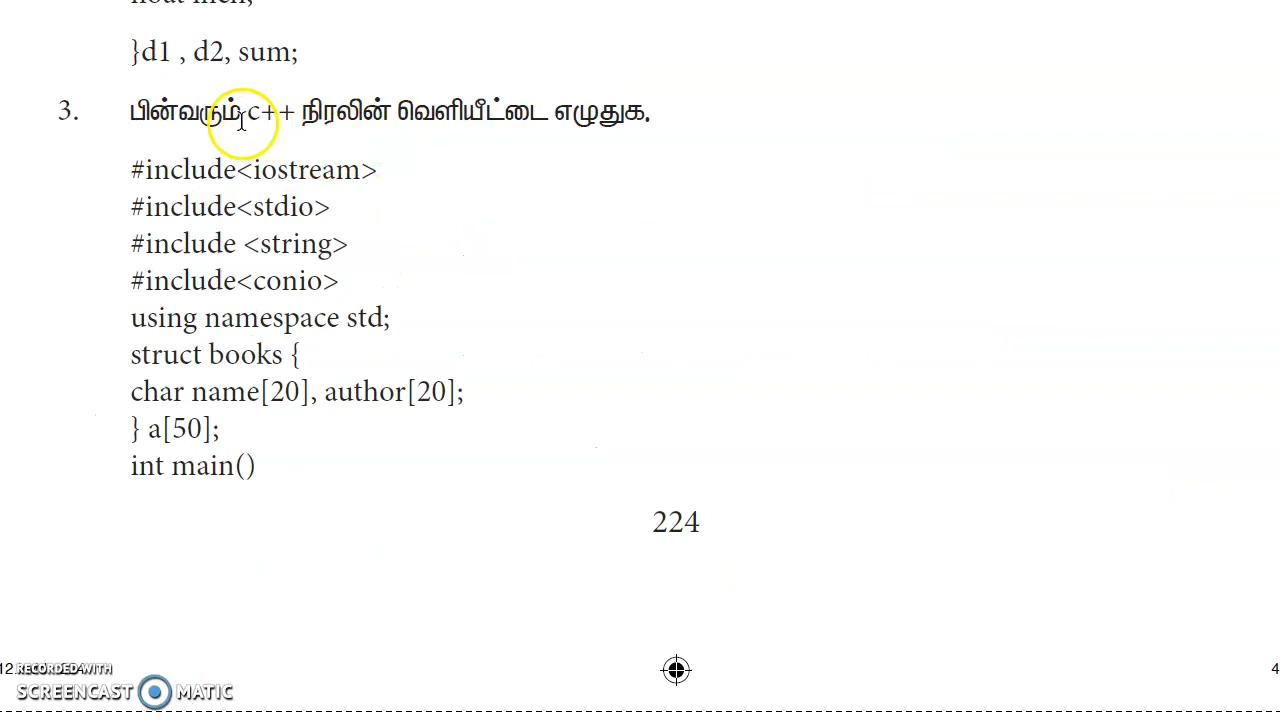 }d1 , d2, sum;
3. பின்வரும் c++ நிரலின் வெளியீட்டை எழுதுக.
#include<iostream>
#include<stdio>
#include <string>
#include<conio>
using namespace std;
struct books {
char name[20], author[20];
} a[50];
int main()
224
RECORDED WITH
SCREENCAST MATIC
4